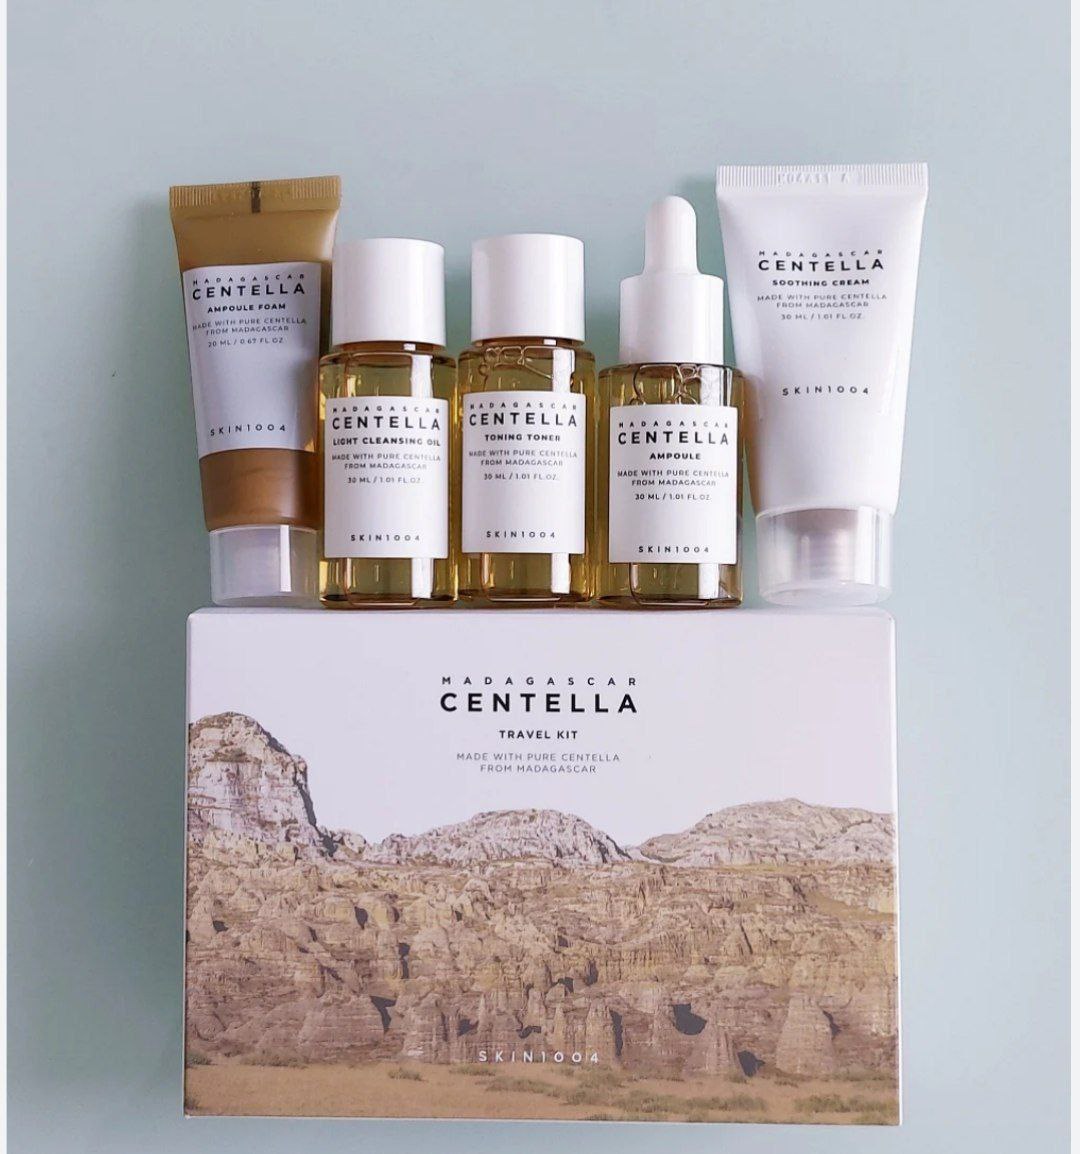 MADAGASCAR
CENTELLA
AMPOULE FOAM
MADE WITH PURE CENTELLA
FROM MADAGASCAR
20 ML / 0.67 FL.OZ.
SKIN1004
MADAGASCAR
CENTELLA
LIGHT CLEANSING OIL
MADE WITH PURE CENTELLA
FROM MADAGASCAR
30 ML / 1.01 FL.OZ.
SKIN1004
MADAGASCAR
CENTELLA
TONING TONER
MADE WITH PURE CENTELLA
FROM MADAGASCAR
30 ML / 1.01 FL.OZ.
SKIN1004
MADAGASCAR
CENTELLA
AMPOULE
MADE WITH PURE CENTELLA
FROM MADAGASCAR
30 ML / 1.01 FL.OZ.
SKIN1004
MADAGASCAR
CENTELLA
SOOTHING CREAM
MADE WITH PURE CENTELLA
FROM MADAGASCAR
30 ML / 1.01 FL.OZ.
SKIN1004
MADAGASCAR
CENTELLA
TRAVEL KIT
MADE WITH PURE CENTELLA
FROM MADAGASCAR
SKIN1004